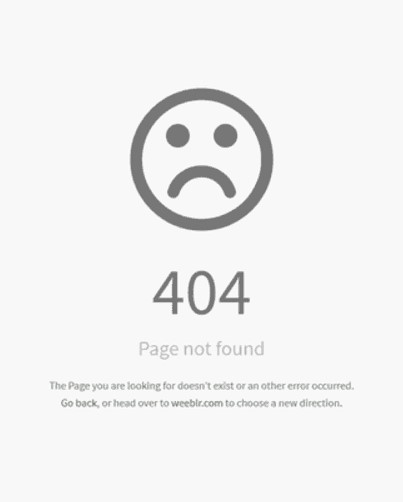 404
Page not found
The Page you are looking for doesn't exist or an other error occurred.
Go back, or head over to weeblr.com to choose a new direction.